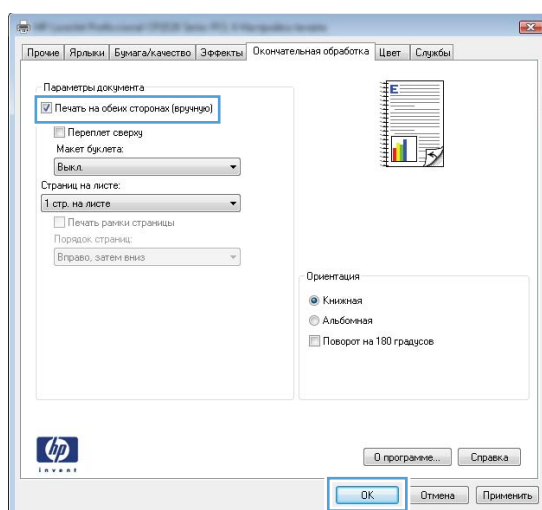 Прочие Ярлыки Бумага/качество Эффекты Окончательная обработка Цвет Службы
Параметры документа
Печать на обеих сторонах (вручную)
Переплет сверху
Макет буклета:
Выкл.
Страниц на листе:
1 стр. на листе
Печать рамки страницы
Порядок страниц:
Вправо, затем вниз
E
Ориентация
Книжная
Альбомная
Поворот на 180 градусов
hp
invent
О программе... Справка
OK Отмена Применить